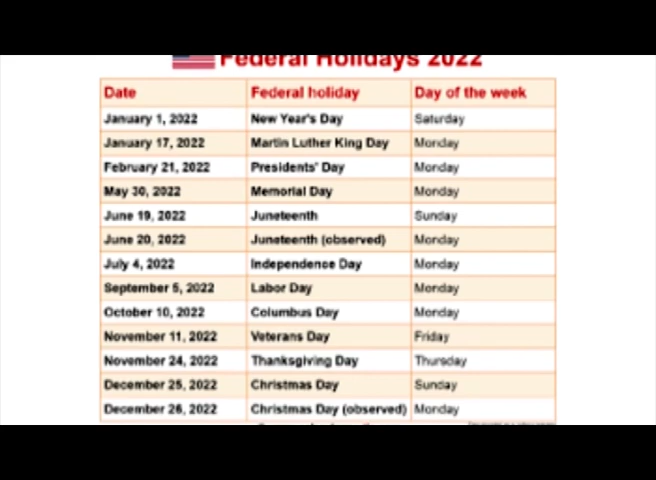 Federal Holidays 2022
Date Federal holiday Day of the week
January 1, 2022 New Year's Day Saturday
January 17, 2022 Martin Luther King Day Monday
February 21, 2022 Presidents' Day Monday
May 30, 2022 Memorial Day Monday
June 19, 2022 Juneteenth Sunday
June 20, 2022 Juneteenth (observed) Monday
July 4, 2022 Independence Day Monday
September 5, 2022 Labor Day Monday
October 10, 2022 Columbus Day Monday
November 11, 2022 Veterans Day Friday
November 24, 2022 Thanksgiving Day Thursday
December 25, 2022 Christmas Day Sunday
December 26, 2022 Christmas Day (observed) Monday